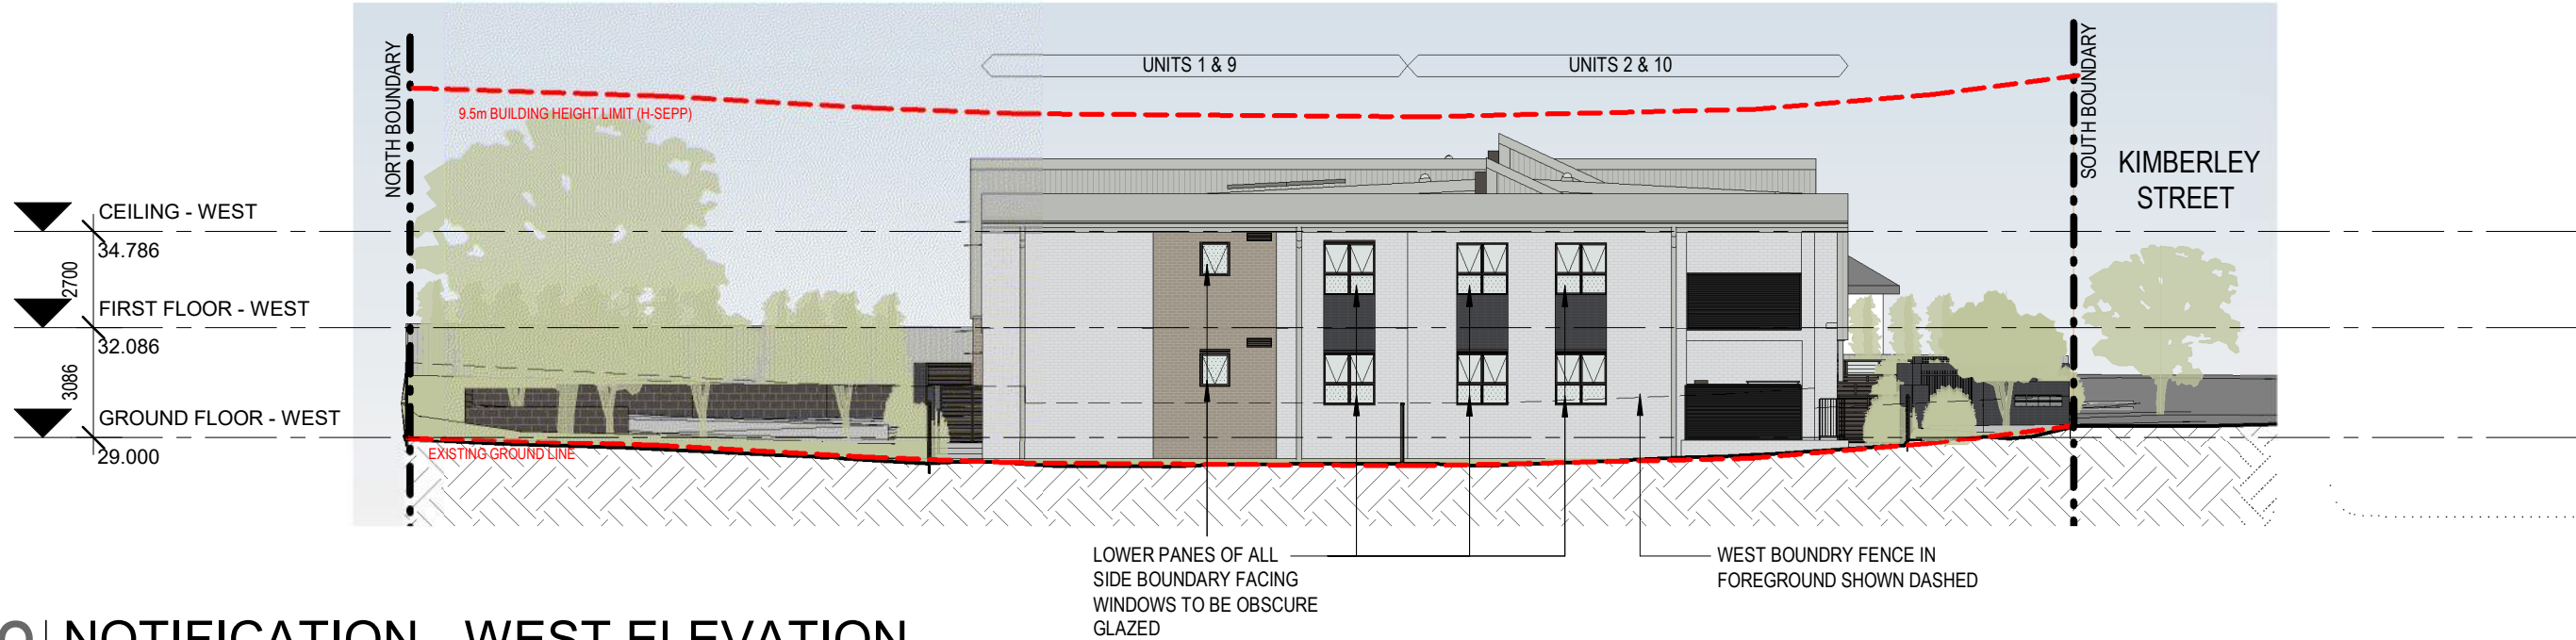 UNITS 1 & 9
UNITS 2 & 10
NORTH BOUNDARY
SOUTH BOUNDARY
9.5m BUILDING HEIGHT LIMIT (H-SEPP)
KIMBERLEY
STREET
CEILING - WEST
34.786
2700
FIRST FLOOR - WEST
32.086
3086
GROUND FLOOR - WEST
29.000
EXISTING GROUND LINE
LOWER PANES OF ALL
SIDE BOUNDARY FACING
WINDOWS TO BE OBSCURE
GLAZED
WEST BOUNDRY FENCE IN
FOREGROUND SHOWN DASHED
NOTIFICATION - WEST ELEVATION